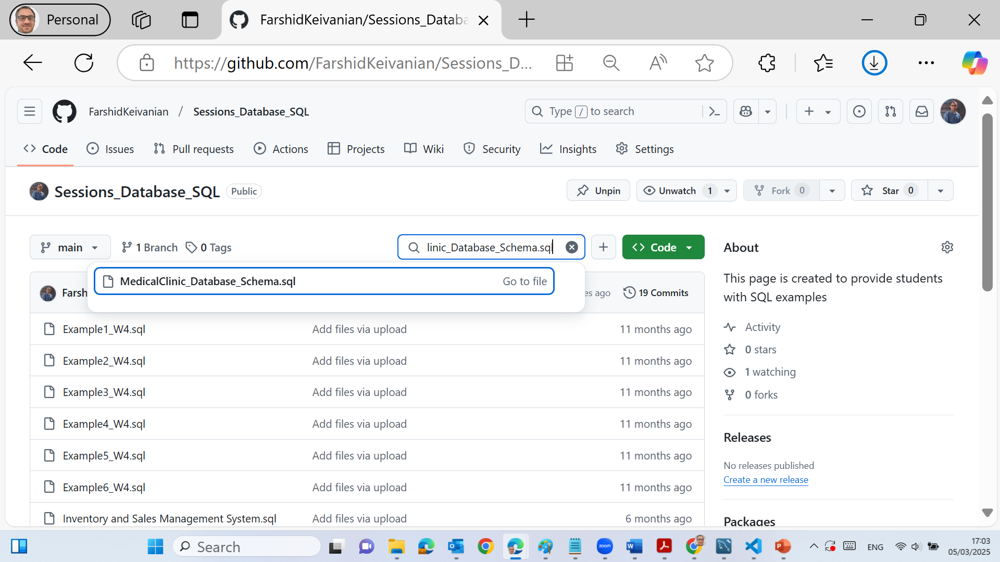 Personal
FarshidKeivanian/Sessions_Databa
https://github.com/FarshidKeivanian/Sessions_D...
FarshidKeivanian / Sessions_Database_SQL
Type / to search
Code
Issues
Pull requests
Actions
Projects
Wiki
Security
Insights
Settings
Sessions_Database_SQL Public
Unpin
Unwatch 1
Fork 0
Star 0
main
1 Branch
0 Tags
linic_Database_Schema.sql
Code
MedicalClinic_Database_Schema.sql Go to file
Farsh
es ago
19 Commits
Example1_W4.sql Add files via upload 11 months ago
Example2_W4.sql Add files via upload 11 months ago
Example3_W4.sql Add files via upload 11 months ago
Example4_W4.sql Add files via upload 11 months ago
Example5_W4.sql Add files via upload 11 months ago
Example6_W4.sql Add files via upload 11 months ago
Inventory and Sales Management System.sql Add files via upload 6 months ago
About
This page is created to provide students
with SQL examples
Activity
0 stars
1 watching
0 forks
Releases
No releases published
Create a new release
Packages
Search
zoom
ENG
17:03
05/03/2025